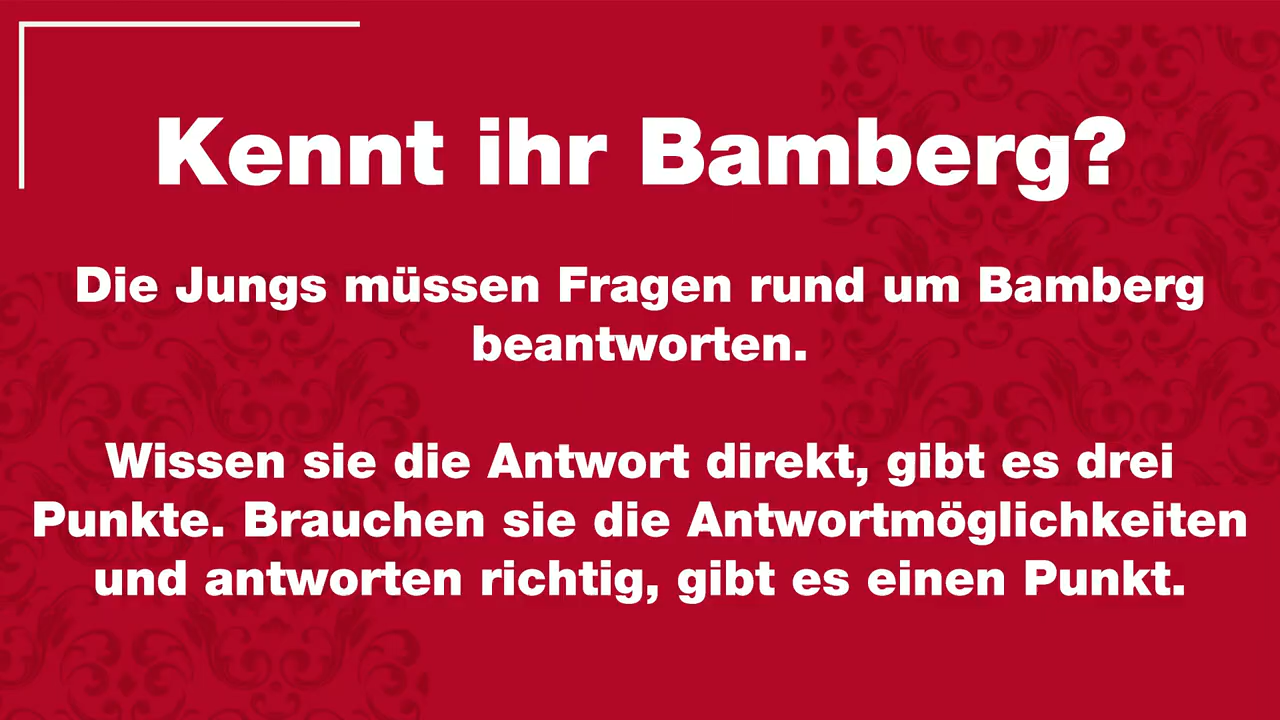 Kennt ihr Bamberg?
Die Jungs müssen Fragen rund um Bamberg
beantworten.
Wissen sie die Antwort direkt, gibt es drei
Punkte. Brauchen sie die Antwortmöglichkeiten
und antworten richtig, gibt es einen Punkt.